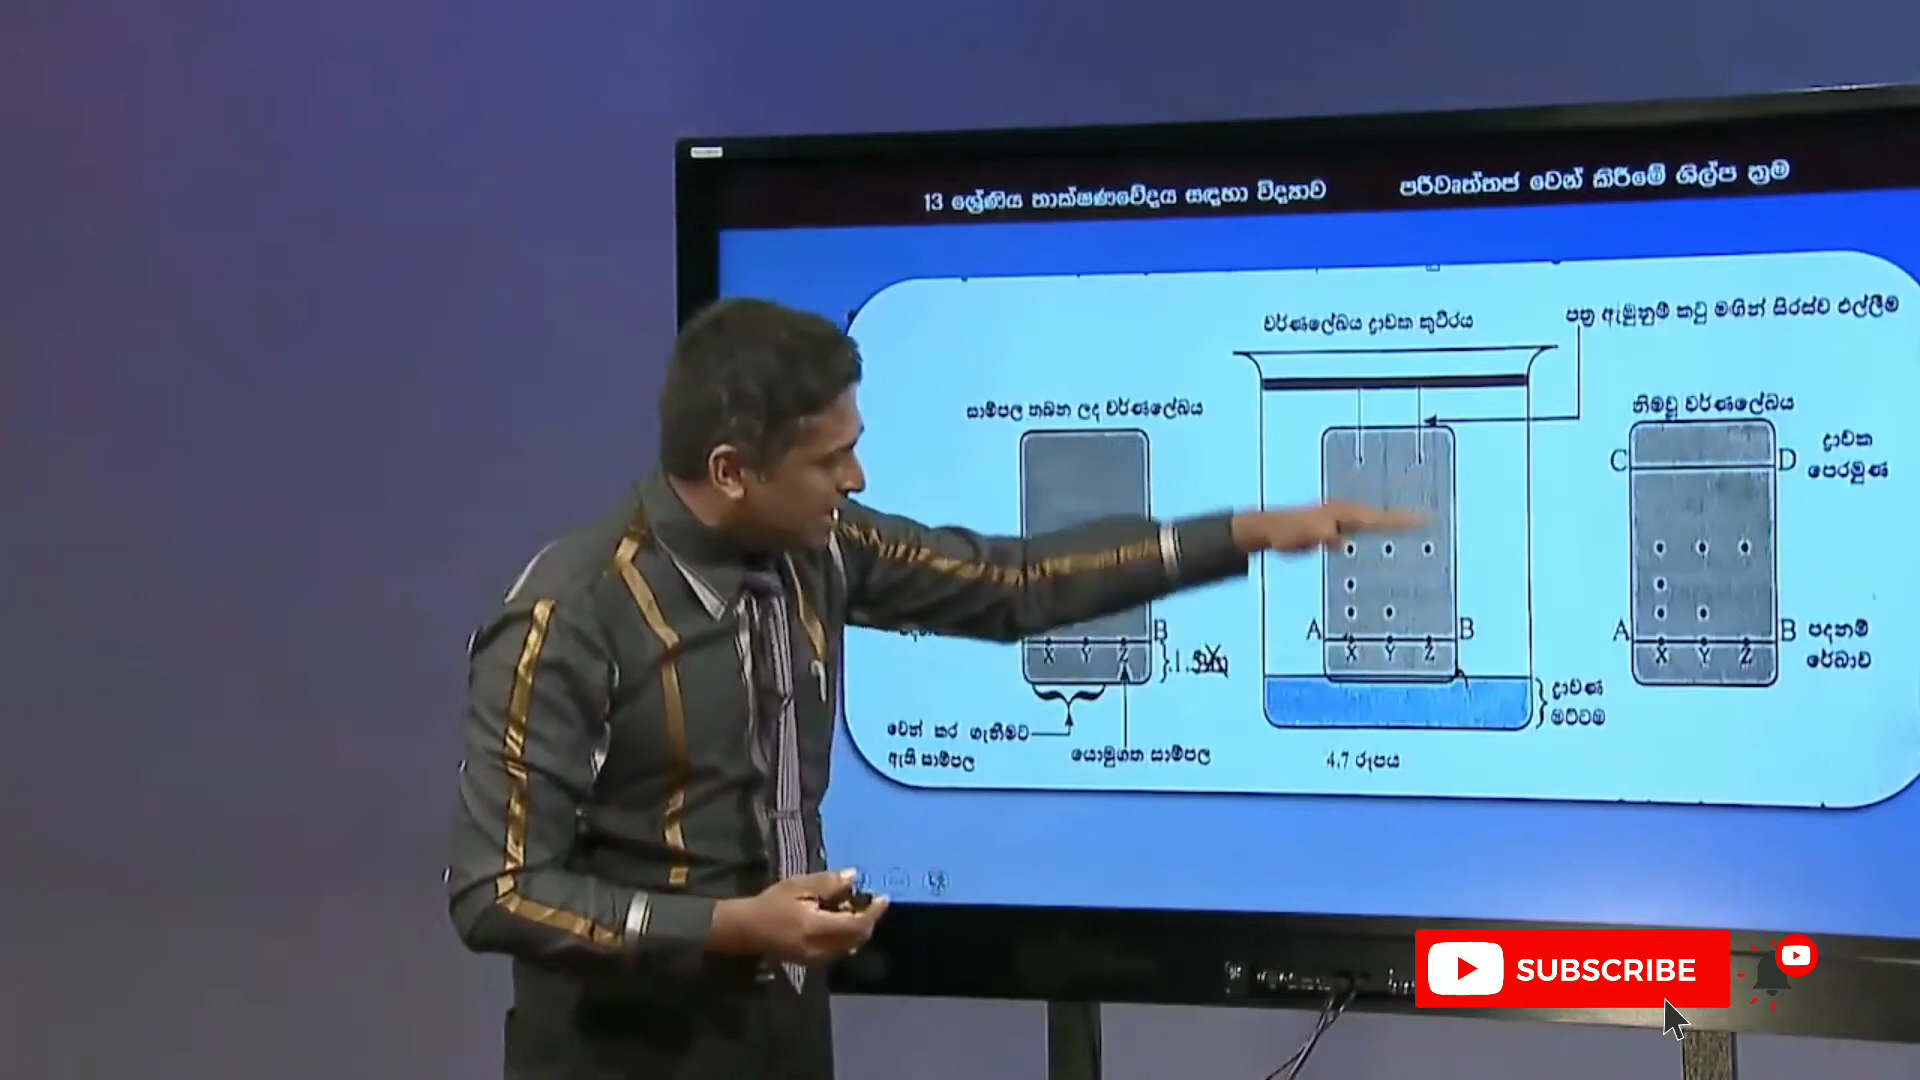 13 ශ්‍රේණිය තාක්ෂණවේදය සඳහා විද්‍යාව
පරිවෘත්තජ වෙන් කිරීමේ ශිල්ප ක්‍රම
වර්ණලේඛය ද්‍රාවක කුටීරය
පත්‍ර ඇමුනුම් කටු මගින් සිරස්ව එල්ලීම
සාම්පල තබන ලද වර්ණලේඛය
නිමවූ වර්ණලේඛය
C
D
ද්‍රාවක
පෙරමුණ
B
X Y Z
A
B
X Y Z
A
B
X Y Z
පදනම්
රේඛාව
ද්‍රාවණ
මට්ටම
වෙන් කර ගැනීමට
ඇති සාම්පල
යොමුගත සාම්පල
4.7 රූපය
SUBSCRIBE